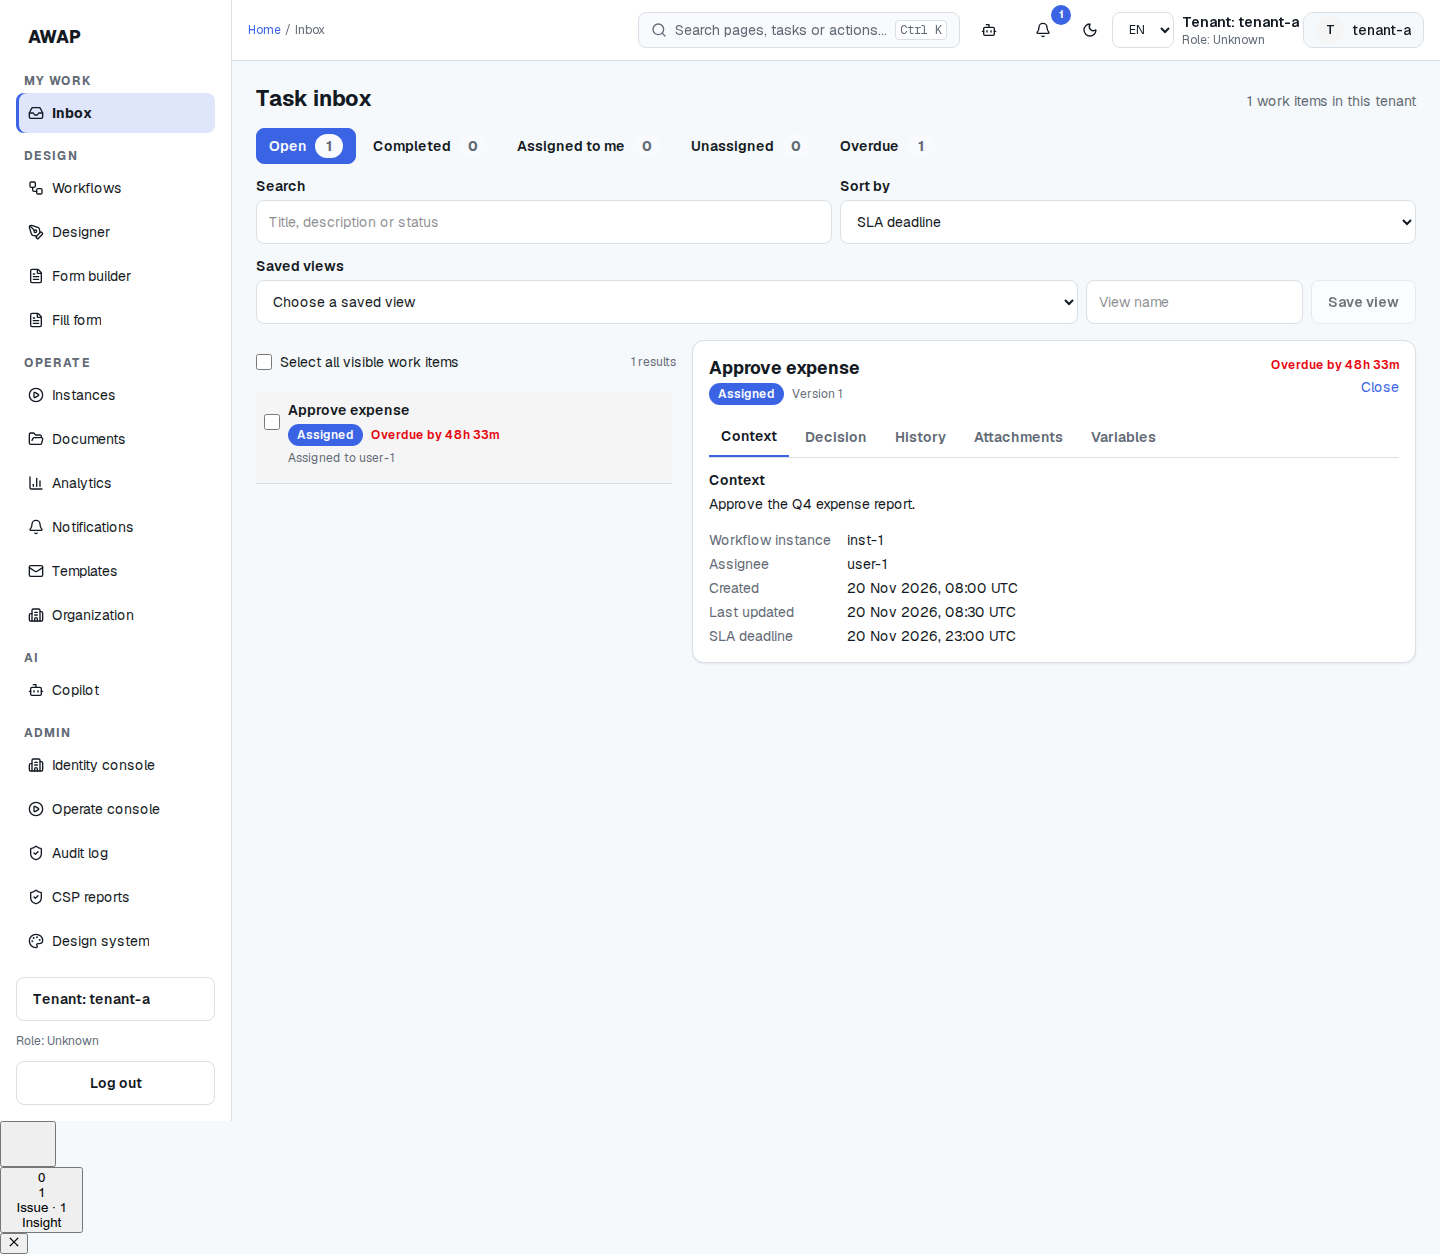 AWAP
MY WORK
Inbox
DESIGN
Workflows
Designer
Form builder
Fill form
OPERATE
Instances
Documents
Analytics
Notifications
Templates
Organization
AI
Copilot
ADMIN
Identity console
Operate console
Audit log
CSP reports
Design system
Tenant: tenant-a
Role: Unknown
Log out
Home / Inbox
Search pages, tasks or actions... Ctrl K
1
EN
Tenant: tenant-a
Role: Unknown
T tenant-a
Task inbox
1 work items in this tenant
Open 1 Completed 0 Assigned to me 0 Unassigned 0 Overdue 1
Search
Title, description or status
Sort by
SLA deadline
Saved views
Choose a saved view
View name
Save view
Select all visible work items
1 results
Approve expense
Assigned Overdue by 48h 33m
Assigned to user-1
Approve expense
Assigned Version 1
Overdue by 48h 33m
Close
Context Decision History Attachments Variables
Context
Approve the Q4 expense report.
Workflow instance inst-1
Assignee user-1
Created 20 Nov 2026, 08:00 UTC
Last updated 20 Nov 2026, 08:30 UTC
SLA deadline 20 Nov 2026, 23:00 UTC
0
1
Issue · 1
Insight